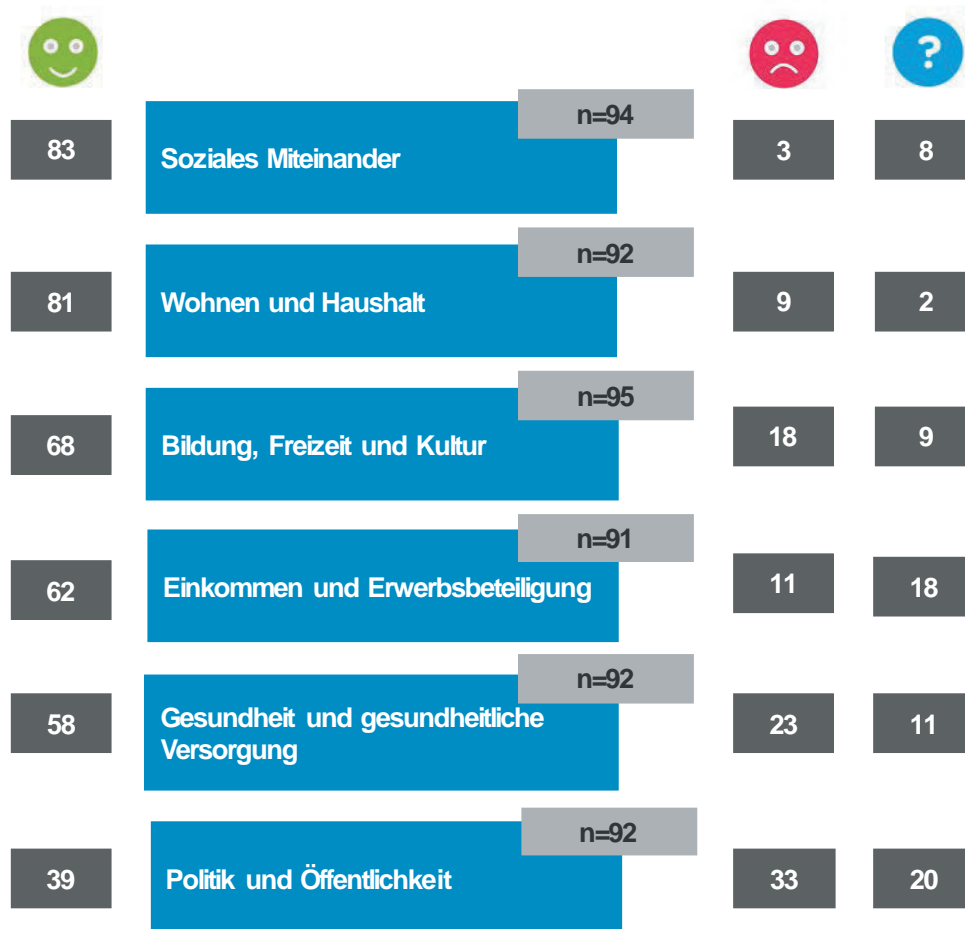 ?
n=94
83
Soziales Miteinander
3
8
n=92
81
Wohnen und Haushalt
9
2
n=95
68
Bildung, Freizeit und Kultur
18
9
n=91
62
Einkommen und Erwerbsbeteiligung
11
18
n=92
58
Gesundheit und gesundheitliche
Versorgung
23
11
n=92
39
Politik und Öffentlichkeit
33
20